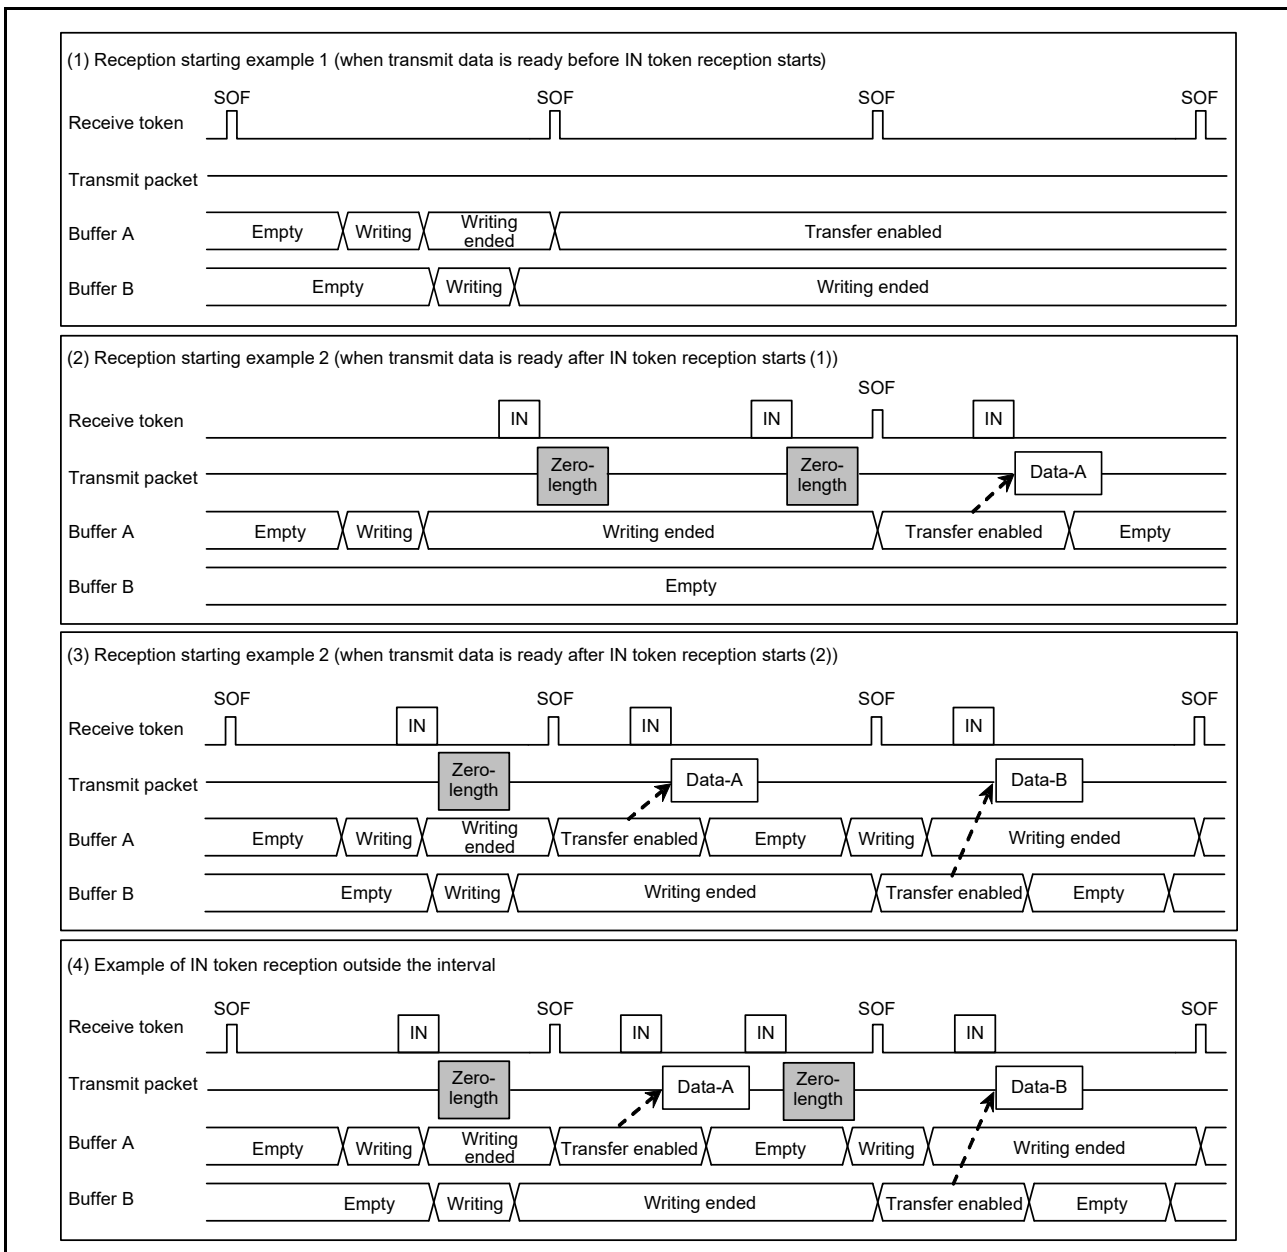 (1) Reception starting example 1 (when transmit data is ready before IN token reception starts)
SOF SOF SOF SOF
Receive token
Transmit packet
Buffer A Empty Writing Writing ended Transfer enabled
Buffer B Empty Writing Writing ended
(2) Reception starting example 2 (when transmit data is ready after IN token reception starts (1))
SOF
Receive token IN IN IN
Transmit packet Zero-length Zero-length Data-A
Buffer A Empty Writing Writing ended Transfer enabled Empty
Buffer B Empty
(3) Reception starting example 2 (when transmit data is ready after IN token reception starts (2))
SOF SOF SOF SOF
Receive token IN IN IN
Transmit packet Zero-length Data-A Data-B
Buffer A Empty Writing Writing ended Transfer enabled Empty Writing Writing ended
Buffer B Empty Writing Writing ended Transfer enabled Empty
(4) Example of IN token reception outside the interval
SOF SOF SOF SOF
Receive token IN IN IN IN
Transmit packet Zero-length Data-A Zero-length Data-B
Buffer A Empty Writing Writing ended Transfer enabled Empty Writing Writing ended
Buffer B Empty Writing Writing ended Transfer enabled Empty